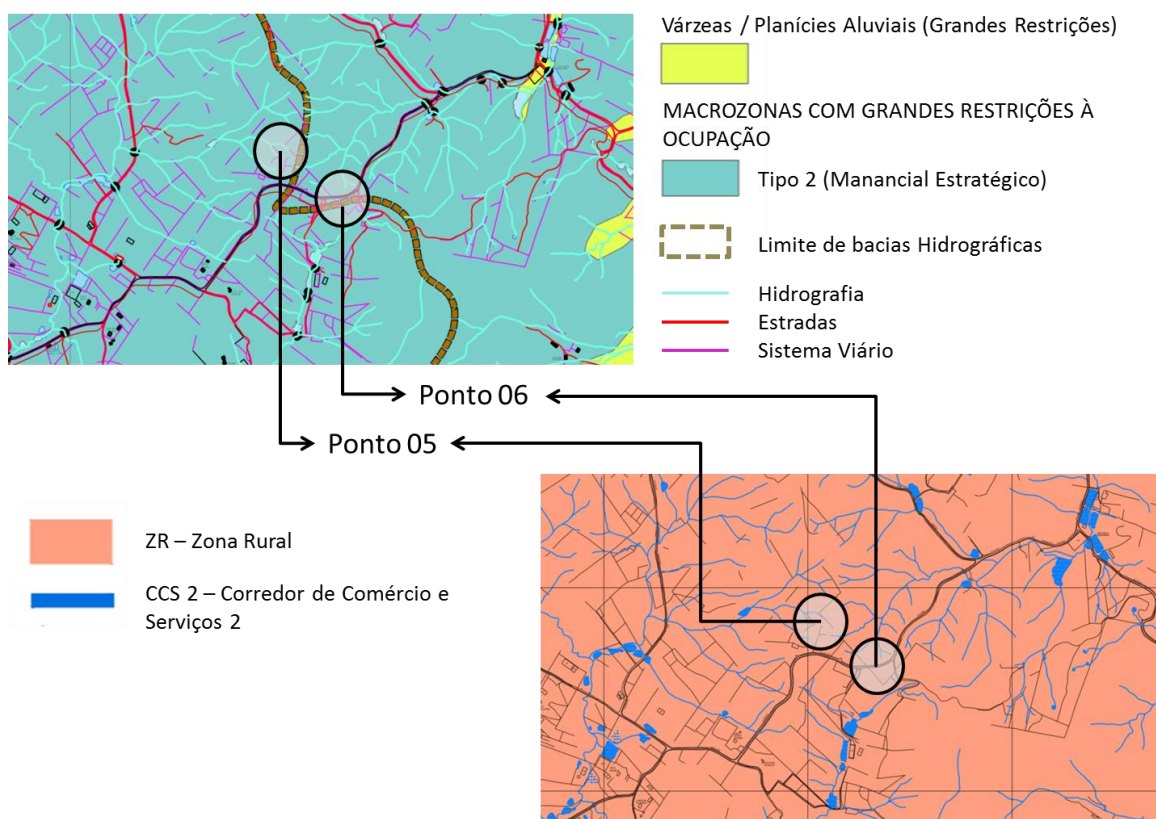 Várzeas / Planícies Aluviais (Grandes Restrições)
MACROZONAS COM GRANDES RESTRIÇÕES À
OCUPAÇÃO
Tipo 2 (Manancial Estratégico)
Limite de bacias Hidrográficas
Hidrografia
Estradas
Sistema Viário
Ponto 06
Ponto 05
ZR – Zona Rural
CCS 2 – Corredor de Comércio e
Serviços 2